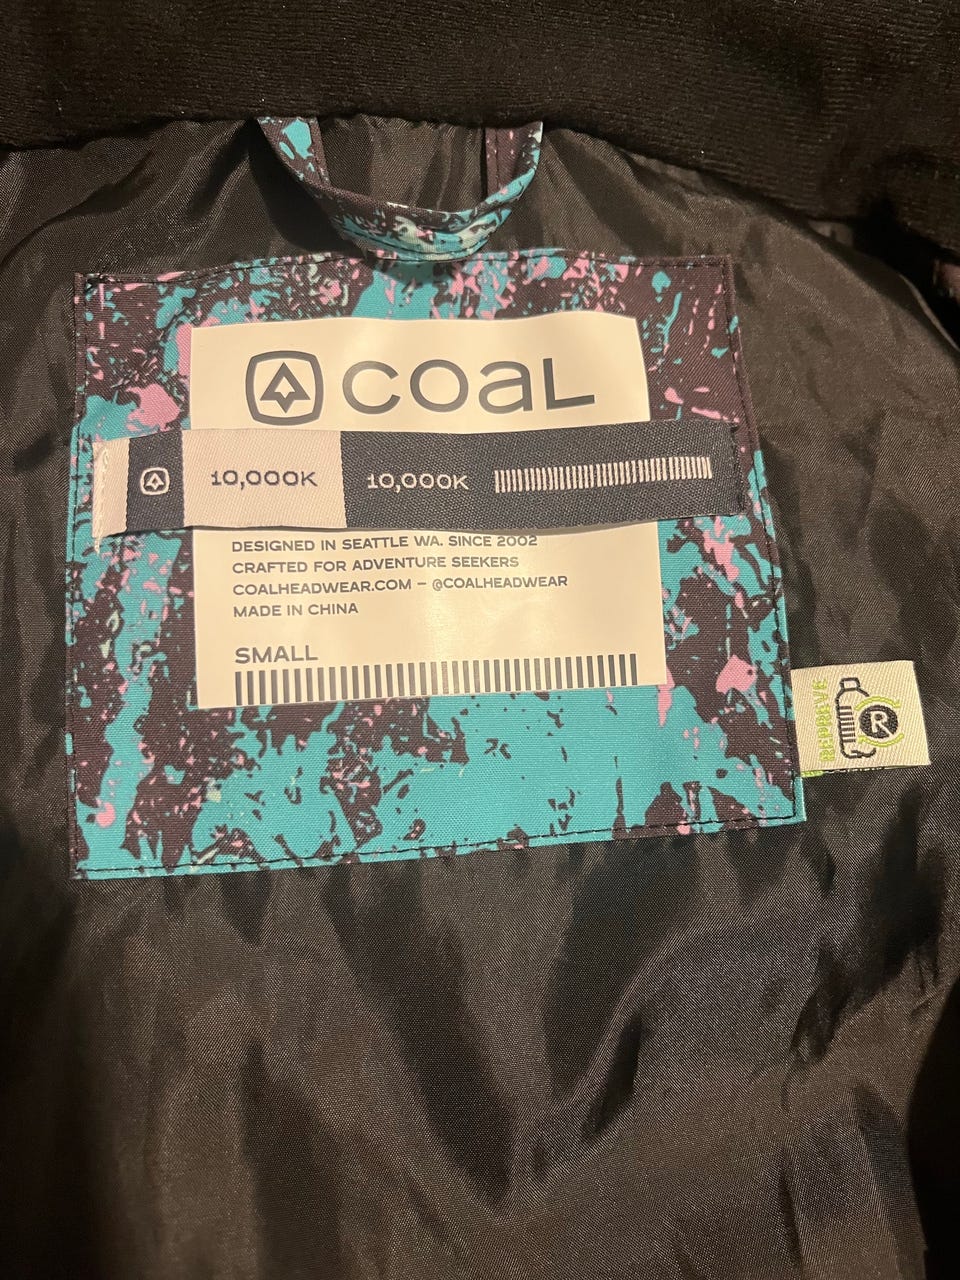 COAL
10,000K 10,000K
DESIGNED IN SEATTLE WA. SINCE 2002
CRAFTED FOR ADVENTURE SEEKERS
COALHEADWEAR.COM – @COALHEADWEAR
MADE IN CHINA
SMALL
R
REPREVE